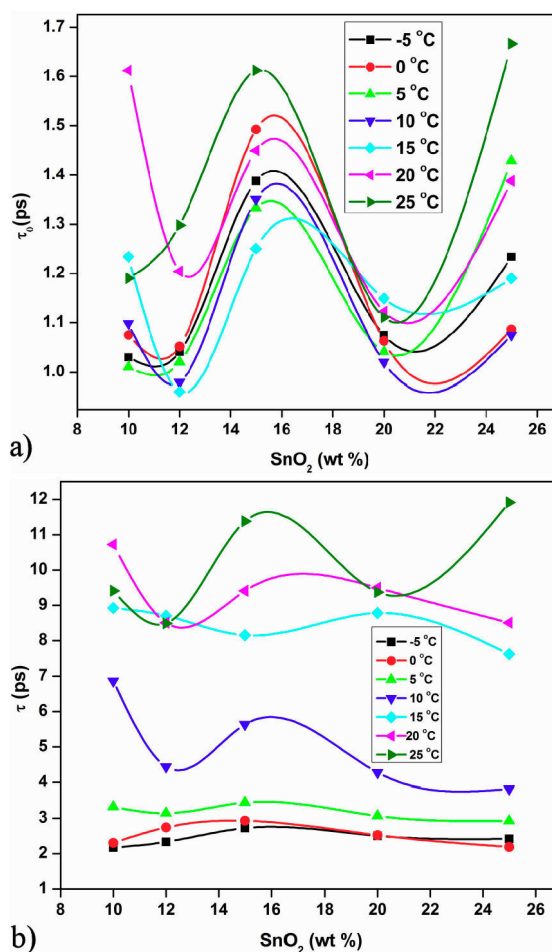 1.7
1.6
1.5
1.4
1.3
1.2
1.1
1.0
τ₀(ps)
-5 °C
0 °C
5 °C
10 °C
15 °C
20 °C
25 °C
8 10 12 14 16 18 20 22 24 26
SnO₂ (wt %)
a)
12
11
10
9
8
7
6
5
4
3
2
1
τ (ps)
-5 °C
0 °C
5 °C
10 °C
15 °C
20 °C
25 °C
8 10 12 14 16 18 20 22 24 26
SnO₂ (wt %)
b)